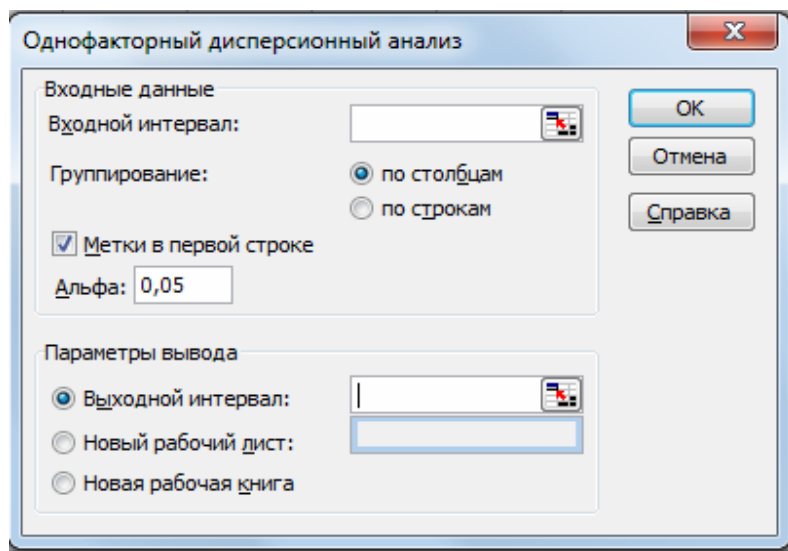 Однофакторный дисперсионный анализ
Входные данные
Входной интервал:
Группирование:
по столбцам
по строкам
Метки в первой строке
Альфа: 0,05
Параметры вывода
Выходной интервал:
Новый рабочий лист:
Новая рабочая книга
ОК
Отмена
Справка